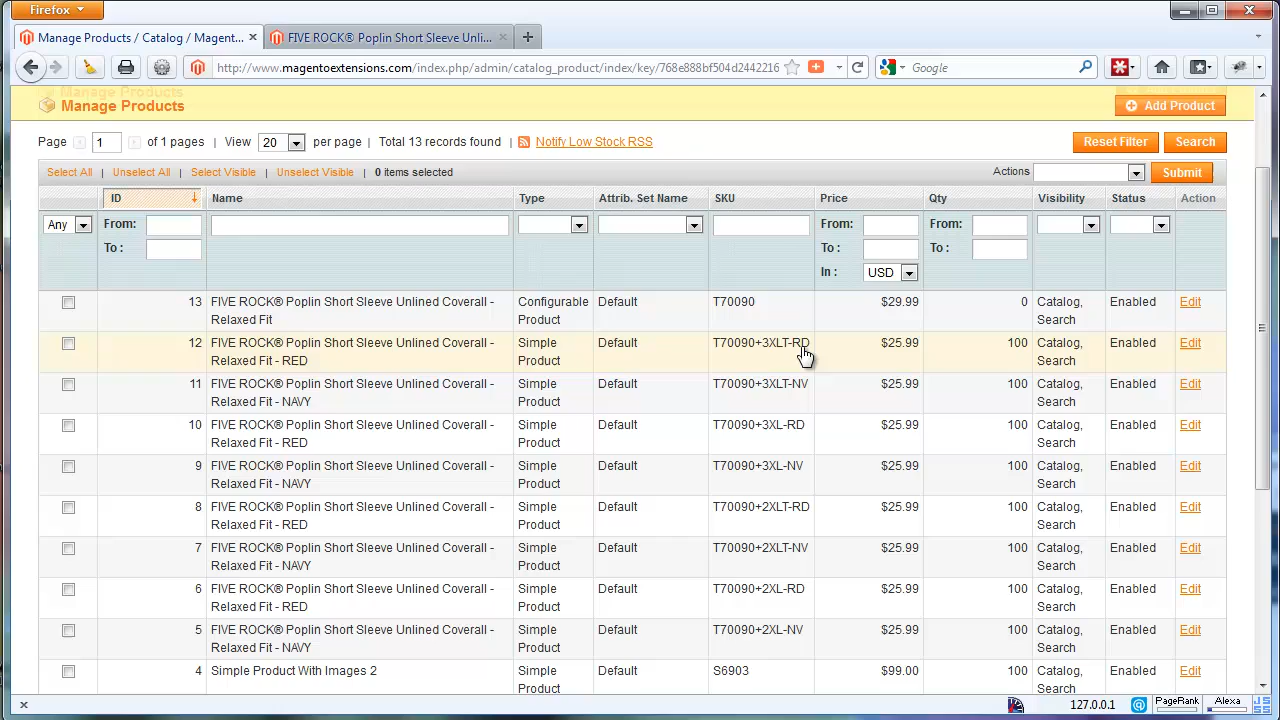 Firefox
Manage Products / Catalog / Magent...
FIVE ROCK® Poplin Short Sleeve Unli...
http://www.magentoextensions.com/index.php/admin/catalog_product/index/key/768e888bf504e2442216
Google
Manage Products
Add Product
Page 1 of 1 pages | View 20 per page | Total 13 records found | Notify Low Stock RSS
Reset Filter Search
Select All | Unselect All | Select Visible | Unselect Visible | 0 items selected
Actions Submit
ID Name Type Attrib. Set Name SKU Price Qty Visibility Status Action
Any From: From: From:
To : To : To :
In : USD
13 FIVE ROCK® Poplin Short Sleeve Unlined Coverall - Configurable Default T70090 $29.99 0 Catalog, Enabled Edit
Relaxed Fit Product Search
12 FIVE ROCK® Poplin Short Sleeve Unlined Coverall - Simple Default T70090+3XLT-RD $25.99 100 Catalog, Enabled Edit
Relaxed Fit - RED Product Search
11 FIVE ROCK® Poplin Short Sleeve Unlined Coverall - Simple Default T70090+3XLT-NV $25.99 100 Catalog, Enabled Edit
Relaxed Fit - NAVY Product Search
10 FIVE ROCK® Poplin Short Sleeve Unlined Coverall - Simple Default T70090+3XL-RD $25.99 100 Catalog, Enabled Edit
Relaxed Fit - RED Product Search
9 FIVE ROCK® Poplin Short Sleeve Unlined Coverall - Simple Default T70090+3XL-NV $25.99 100 Catalog, Enabled Edit
Relaxed Fit - NAVY Product Search
8 FIVE ROCK® Poplin Short Sleeve Unlined Coverall - Simple Default T70090+2XLT-RD $25.99 100 Catalog, Enabled Edit
Relaxed Fit - RED Product Search
7 FIVE ROCK® Poplin Short Sleeve Unlined Coverall - Simple Default T70090+2XLT-NV $25.99 100 Catalog, Enabled Edit
Relaxed Fit - NAVY Product Search
6 FIVE ROCK® Poplin Short Sleeve Unlined Coverall - Simple Default T70090+2XL-RD $25.99 100 Catalog, Enabled Edit
Relaxed Fit - RED Product Search
5 FIVE ROCK® Poplin Short Sleeve Unlined Coverall - Simple Default T70090+2XL-NV $25.99 100 Catalog, Enabled Edit
Relaxed Fit - NAVY Product Search
4 Simple Product With Images 2 Simple Default S6903 $99.00 100 Catalog, Enabled Edit
Product Search
127.0.0.1 PageRank Alexa